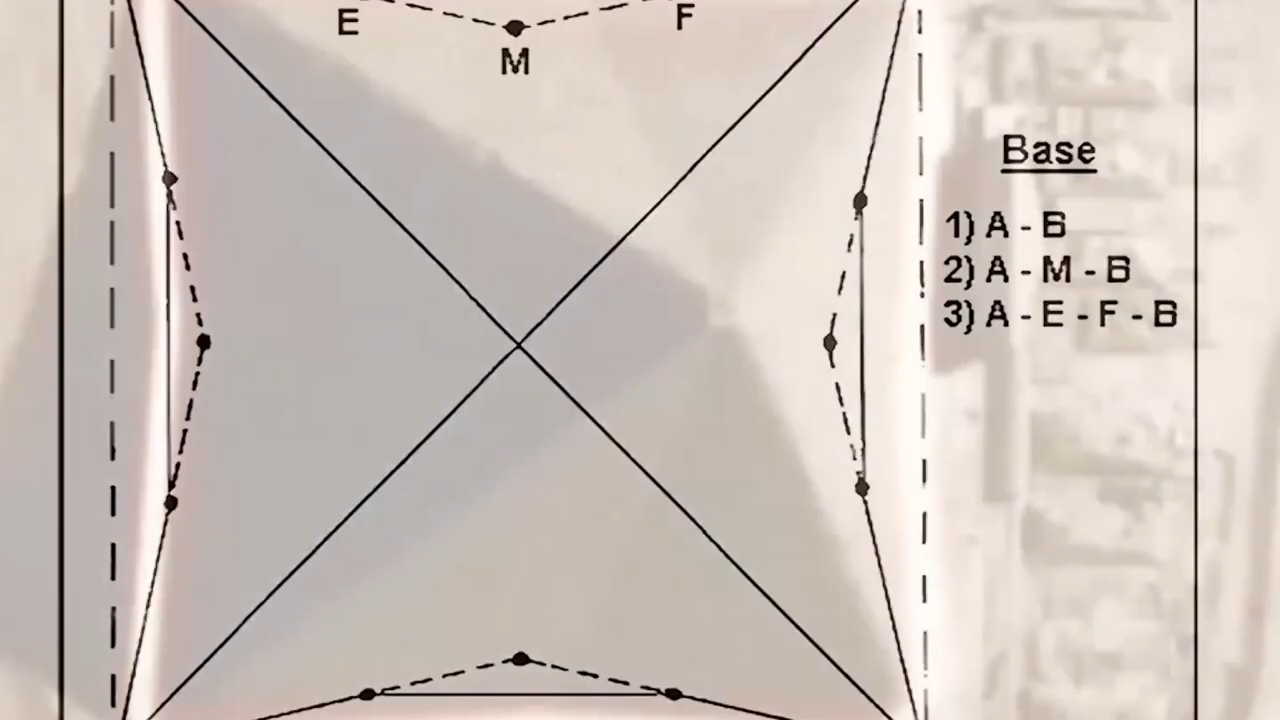 E
F
M
Base
1) A - B
2) A - M - B
3) A - E - F - B